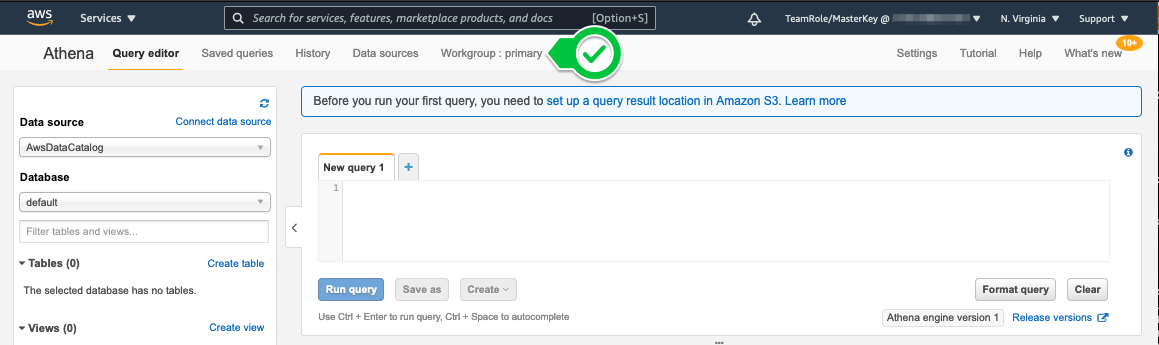 aws
Services
Search for services, features, marketplace products, and docs
[Option+S]
TeamRole/MasterKey @
N. Virginia
Support
Athena
Query editor
Saved queries
History
Data sources
Workgroup : primary
Settings
Tutorial
Help
What's new
10+
Data source
Connect data source
AwsDataCatalog
Database
default
Filter tables and views...
Tables (0)
Create table
The selected database has no tables.
Views (0)
Create view
Before you run your first query, you need to set up a query result location in Amazon S3. Learn more
New query 1
+
1
Run query
Save as
Create
Format query
Clear
Use Ctrl + Enter to run query, Ctrl + Space to autocomplete
Athena engine version 1
Release versions